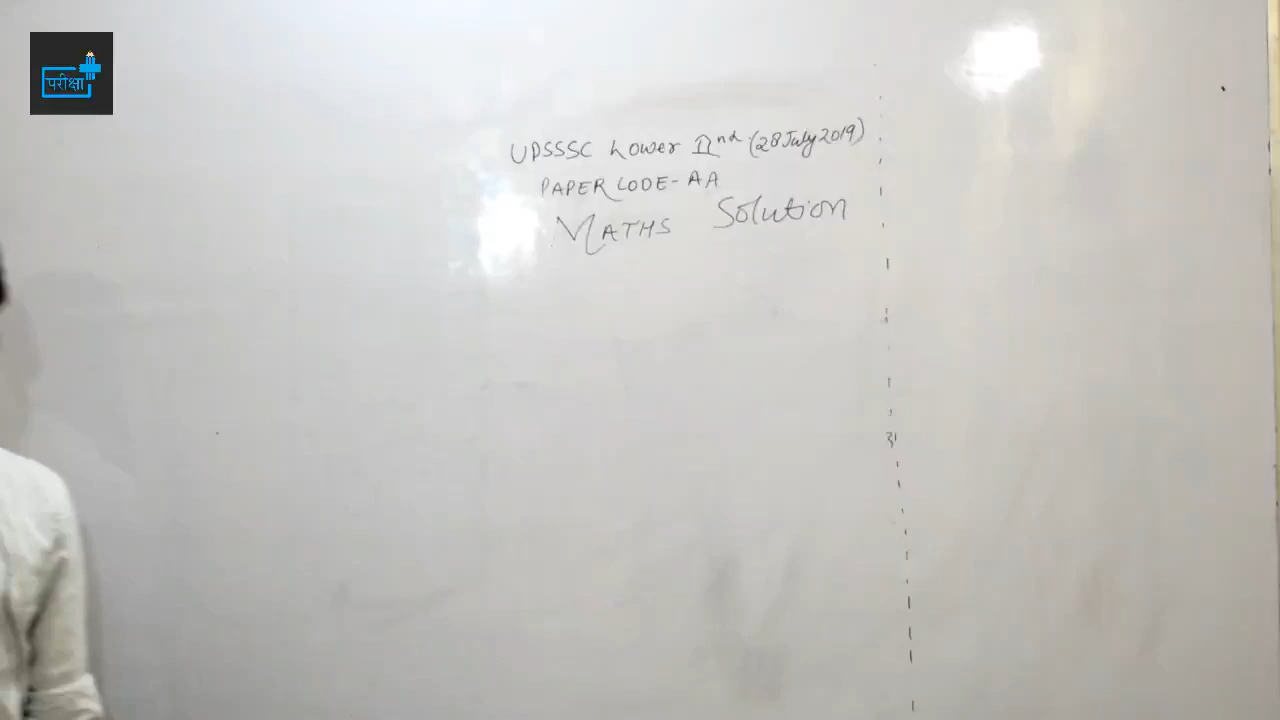 परीक्षा
UPSSSC Lower IInd (28 July 2019)
PAPER CODE-AA
MATHS Solution